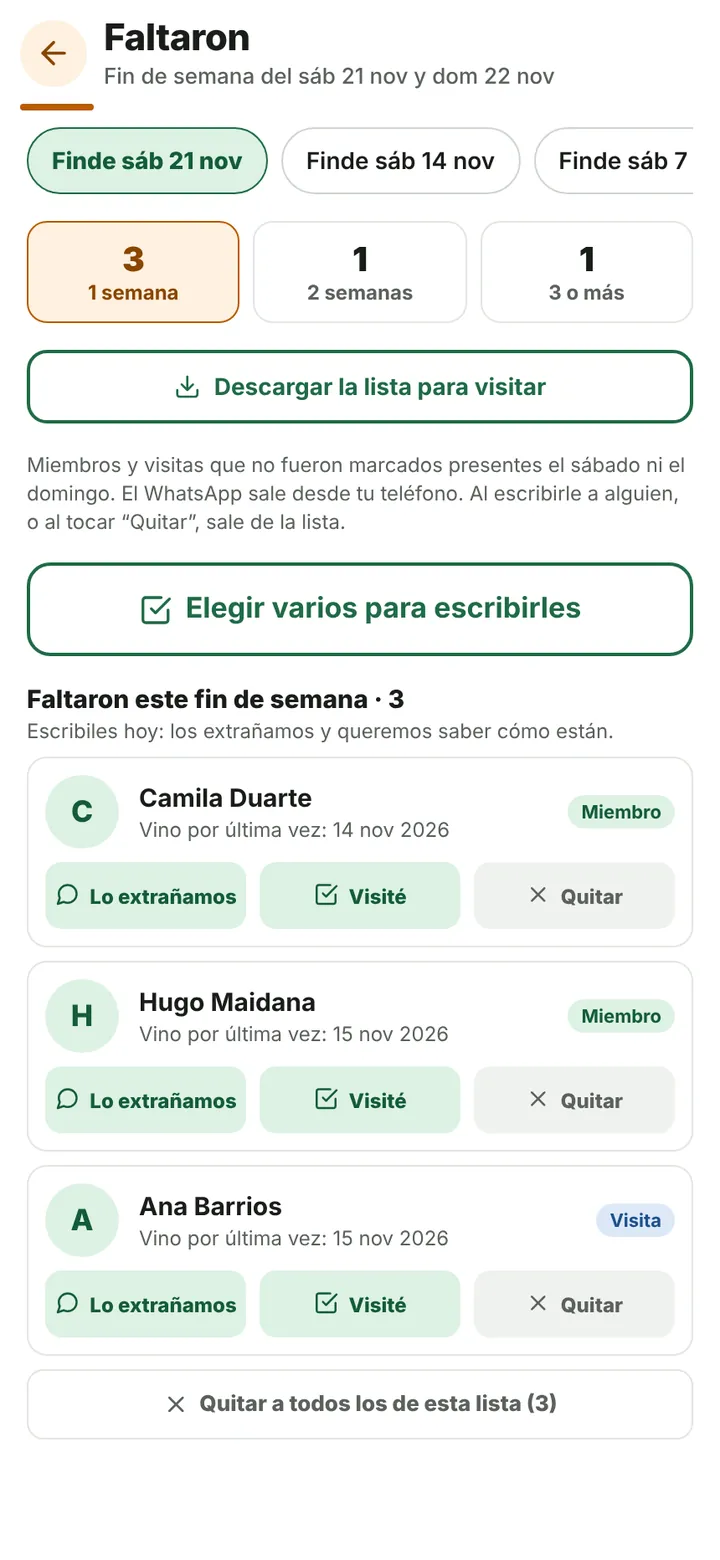 Faltaron
Fin de semana del sáb 21 nov y dom 22 nov
Finde sáb 21 nov
Finde sáb 14 nov
Finde sáb 7
3
1 semana
1
2 semanas
1
3 o más
Descargar la lista para visitar
Miembros y visitas que no fueron marcados presentes el sábado ni el
domingo. El WhatsApp sale desde tu teléfono. Al escribirle a alguien,
o al tocar “Quitar”, sale de la lista.
Elegir varios para escribirles
Faltaron este fin de semana · 3
Escribiles hoy: los extrañamos y queremos saber cómo están.
C
Camila Duarte
Vino por última vez: 14 nov 2026
Miembro
Lo extrañamos
Visité
Quitar
H
Hugo Maidana
Vino por última vez: 15 nov 2026
Miembro
Lo extrañamos
Visité
Quitar
A
Ana Barrios
Vino por última vez: 15 nov 2026
Visita
Lo extrañamos
Visité
Quitar
Quitar a todos los de esta lista (3)